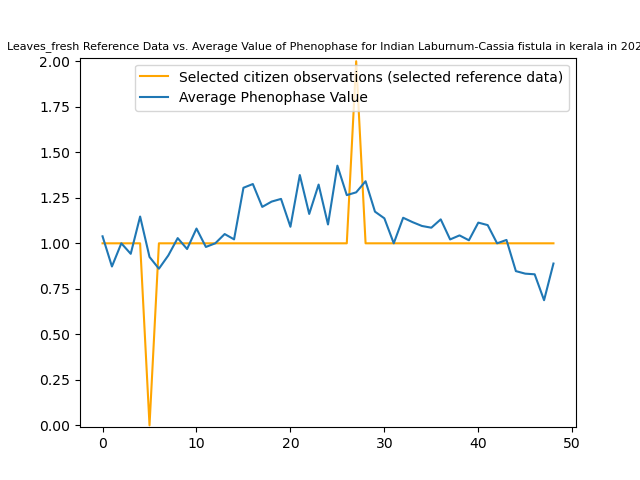 Leaves_fresh Reference Data vs. Average Value of Phenophase for Indian Laburnum-Cassia fistula in kerala in 202
2.00
Selected citizen observations (selected reference data)
Average Phenophase Value
1.75
1.50
1.25
1.00
0.75
0.50
0.25
0.00
0 10 20 30 40 50